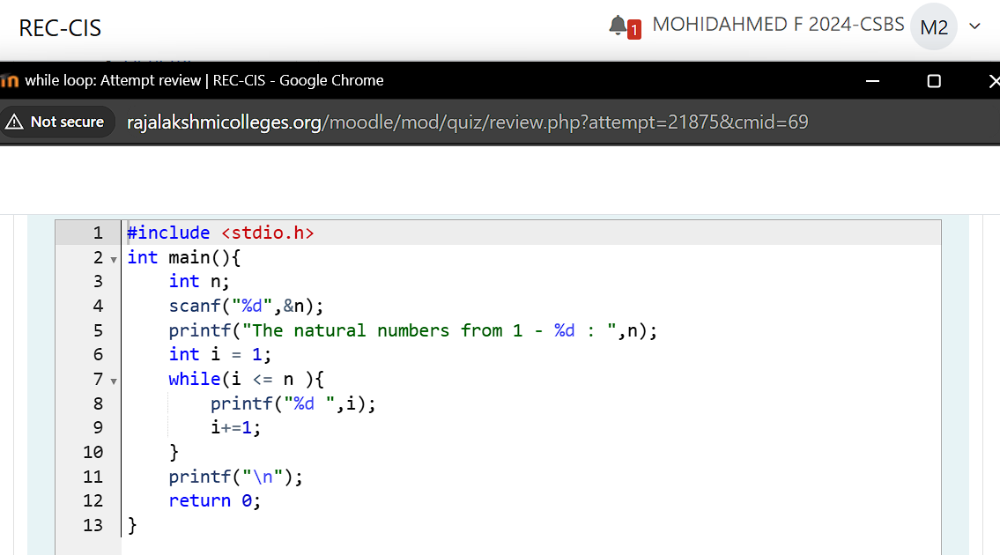 REC-CIS
1 MOHIDAHMED F 2024-CSBS M2
while loop: Attempt review | REC-CIS - Google Chrome
Not secure rajalakshmicolleges.org/moodle/mod/quiz/review.php?attempt=21875&cmid=69
1 #include <stdio.h>
2 int main(){
3     int n;
4     scanf("%d",&n);
5     printf("The natural numbers from 1 - %d : ",n);
6     int i = 1;
7     while(i <= n ){
8         printf("%d ",i);
9         i+=1;
10     }
11     printf("\n");
12     return 0;
13 }